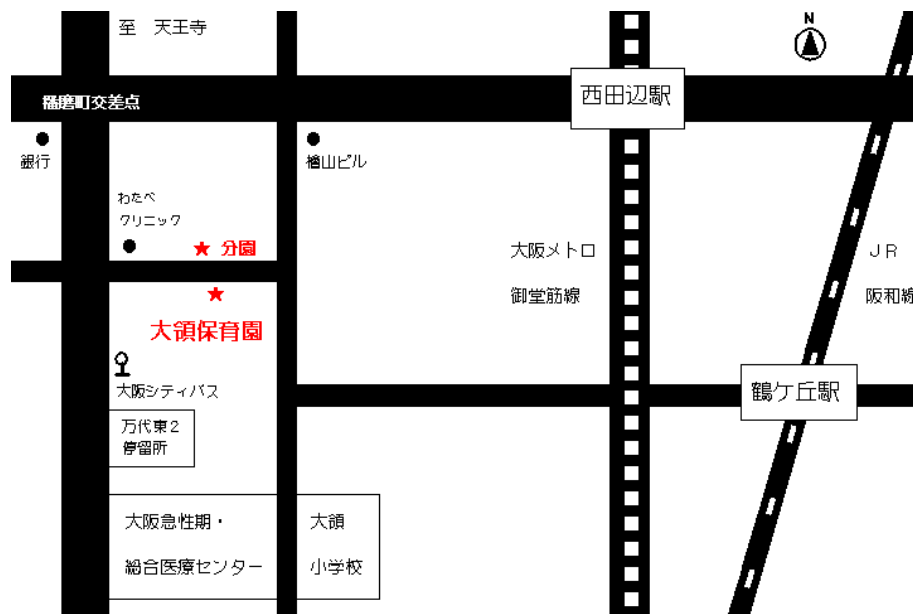 至 天王寺
N
西田辺駅
播磨町交差点
銀行
檜山ビル
わたべ
クリニック
★ 分園
大阪メトロ
御堂筋線
JR
阪和線
★
大領保育園
大阪シティバス
万代東2
停留所
鶴ケ丘駅
大阪急性期・
総合医療センター
大領
小学校